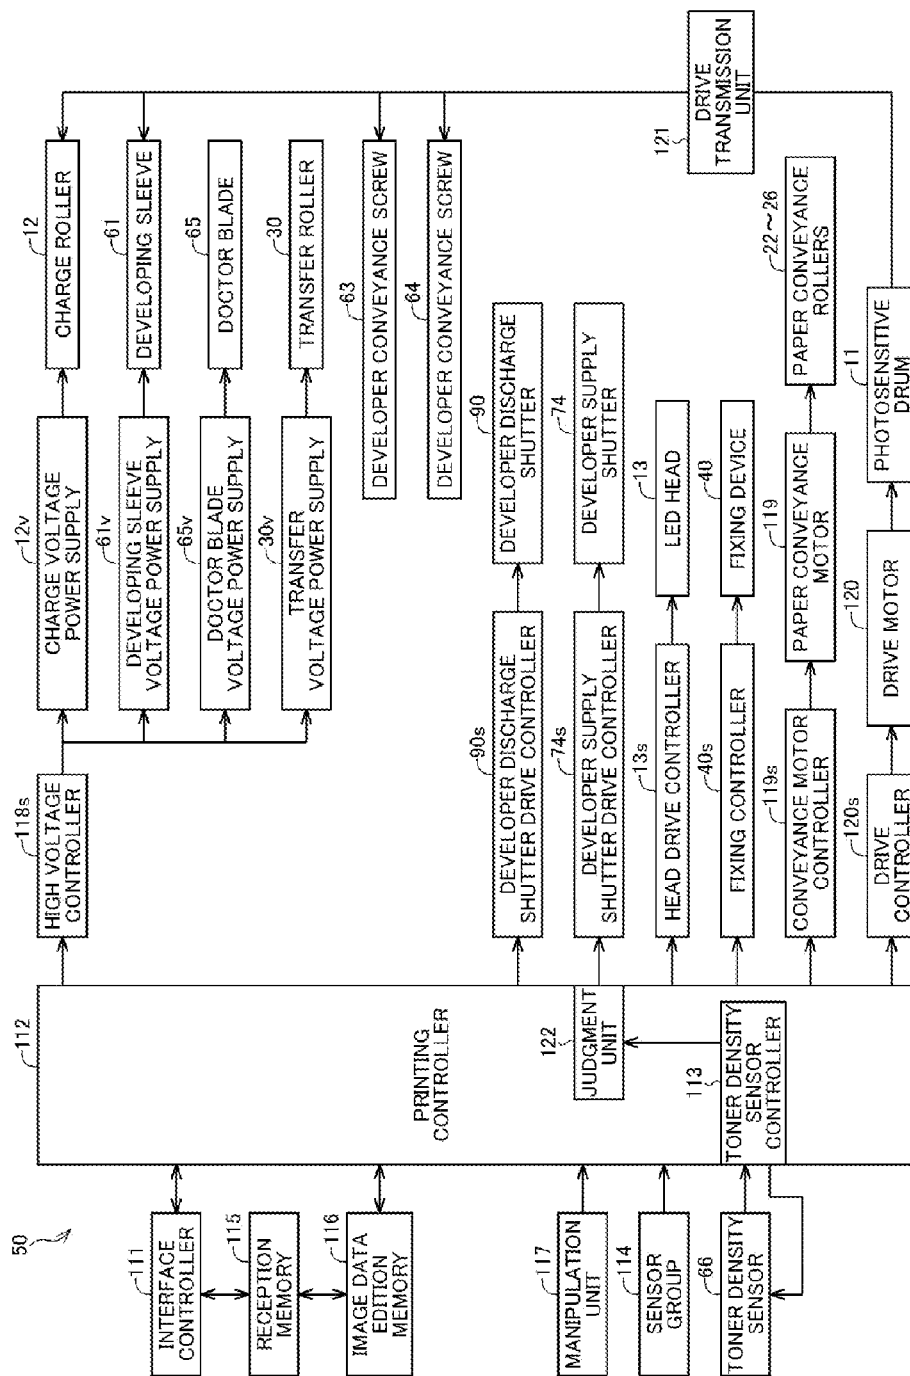 50
INTERFACE
CONTROLLER
111
RECEPTION
MEMORY
115
IMAGE DATA
EDITION
MEMORY
116
MANIPULATION
UNIT
117
SENSOR
GROUP
114
TONER DENSITY
SENSOR
66
112
PRINTING
CONTROLLER
122
JUDGMENT
UNIT
113
TONER DENSITY
SENSOR
CONTROLLER
118s
HIGH VOLTAGE
CONTROLLER
12v
CHARGE VOLTAGE
POWER SUPPLY
12
CHARGE ROLLER
61v
DEVELOPING SLEEVE
VOLTAGE POWER SUPPLY
61
DEVELOPING SLEEVE
65v
DOCTOR BLADE
VOLTAGE POWER SUPPLY
65
DOCTOR BLADE
30v
TRANSFER
VOLTAGE POWER SUPPLY
30
TRANSFER ROLLER
63
DEVELOPER CONVEYANCE SCREW
64
DEVELOPER CONVEYANCE SCREW
90s
DEVELOPER DISCHARGE
SHUTTER DRIVE CONTROLLER
90
DEVELOPER DISCHARGE
SHUTTER
74s
DEVELOPER SUPPLY
SHUTTER DRIVE CONTROLLER
74
DEVELOPER SUPPLY
SHUTTER
13s
HEAD DRIVE CONTROLLER
13
LED HEAD
40s
FIXING CONTROLLER
40
FIXING DEVICE
119s
CONVEYANCE MOTOR
CONTROLLER
119
PAPER CONVEYANCE
MOTOR
22~26
PAPER CONVEYANCE
ROLLERS
120s
DRIVE
CONTROLLER
120
DRIVE MOTOR
11
PHOTOSENSITIVE
DRUM
121
DRIVE
TRANSMISSION
UNIT